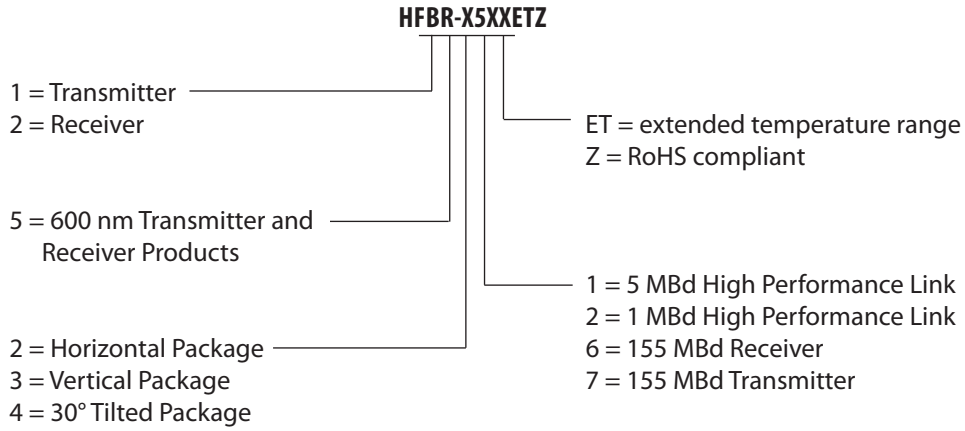 HFBR-X5XXETZ
1 = Transmitter
2 = Receiver
ET = extended temperature range
Z = RoHS compliant
5 = 600 nm Transmitter and
Receiver Products
1 = 5 MBd High Performance Link
2 = 1 MBd High Performance Link
6 = 155 MBd Receiver
7 = 155 MBd Transmitter
2 = Horizontal Package
3 = Vertical Package
4 = 30° Tilted Package